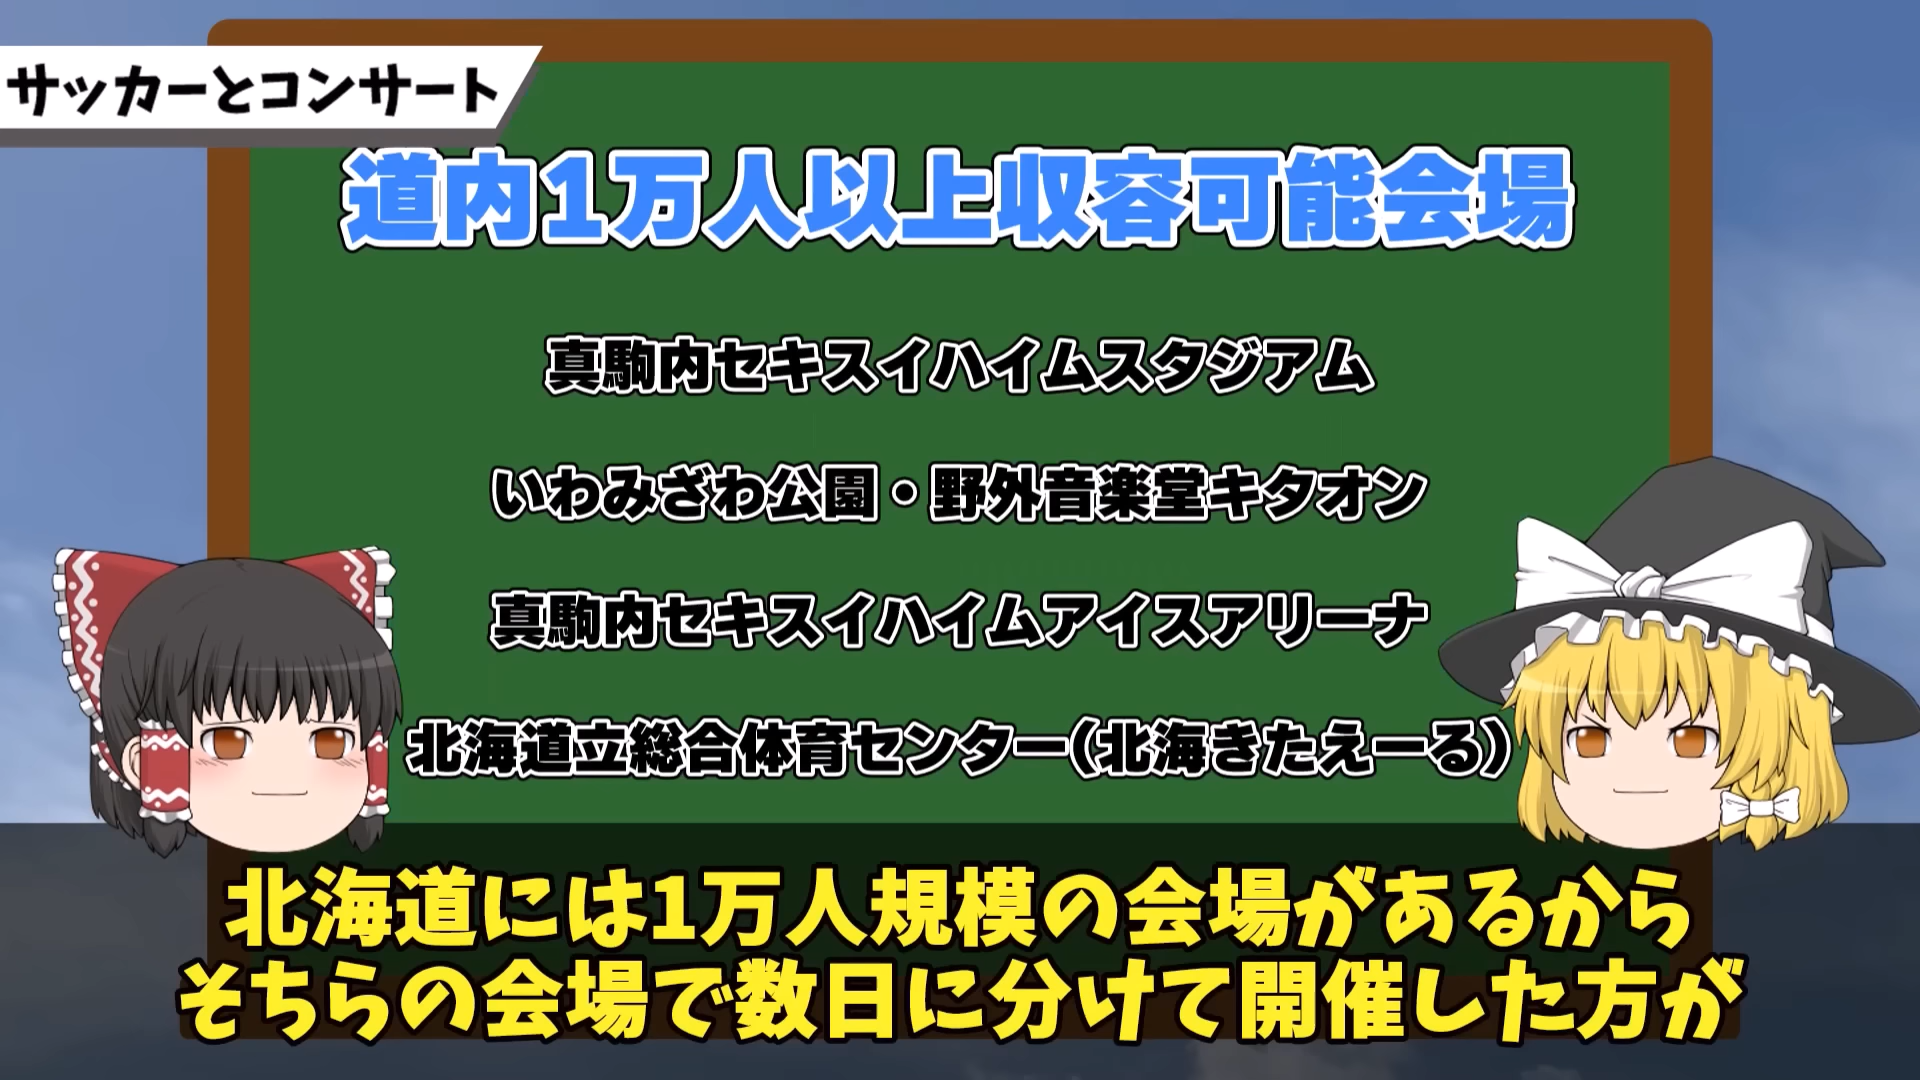 サッカーとコンサート
道内1万人以上収容可能会場
真駒内セキスイハイムスタジアム
いわみざわ公園・野外音楽堂キタオン
真駒内セキスイハイムアイスアリーナ
北海道立総合体育センター(北海きたえーる)
北海道には1万人規模の会場があるから
そちらの会場で数日に分けて開催した方が